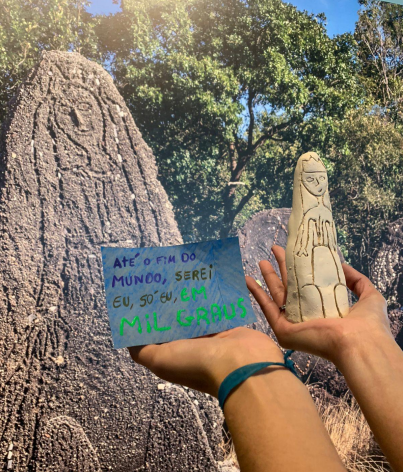 ATÉ O FIM DO
MUNDO, SEREI
EU, SÓ EU, EM
MIL GRAUS